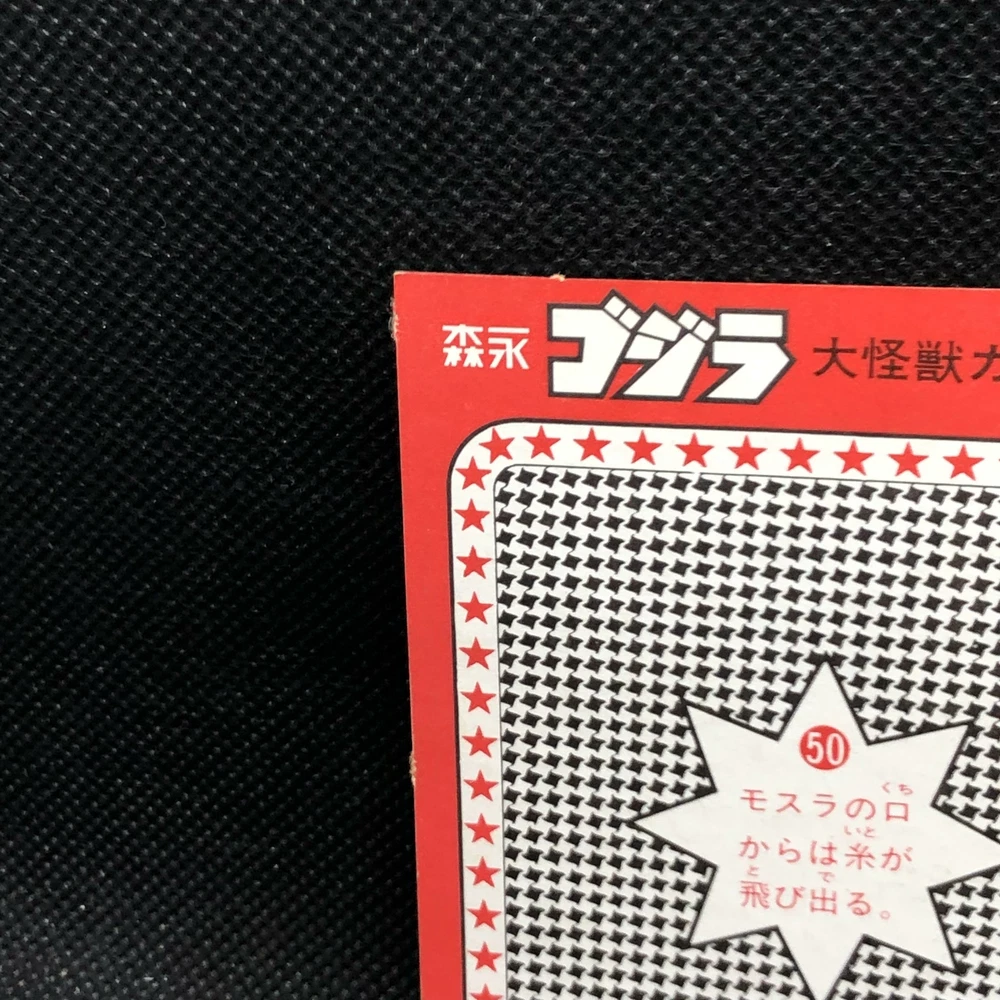 森永 ゴジラ 大怪獣カ
50
モスラの口
からは糸が
飛び出る。